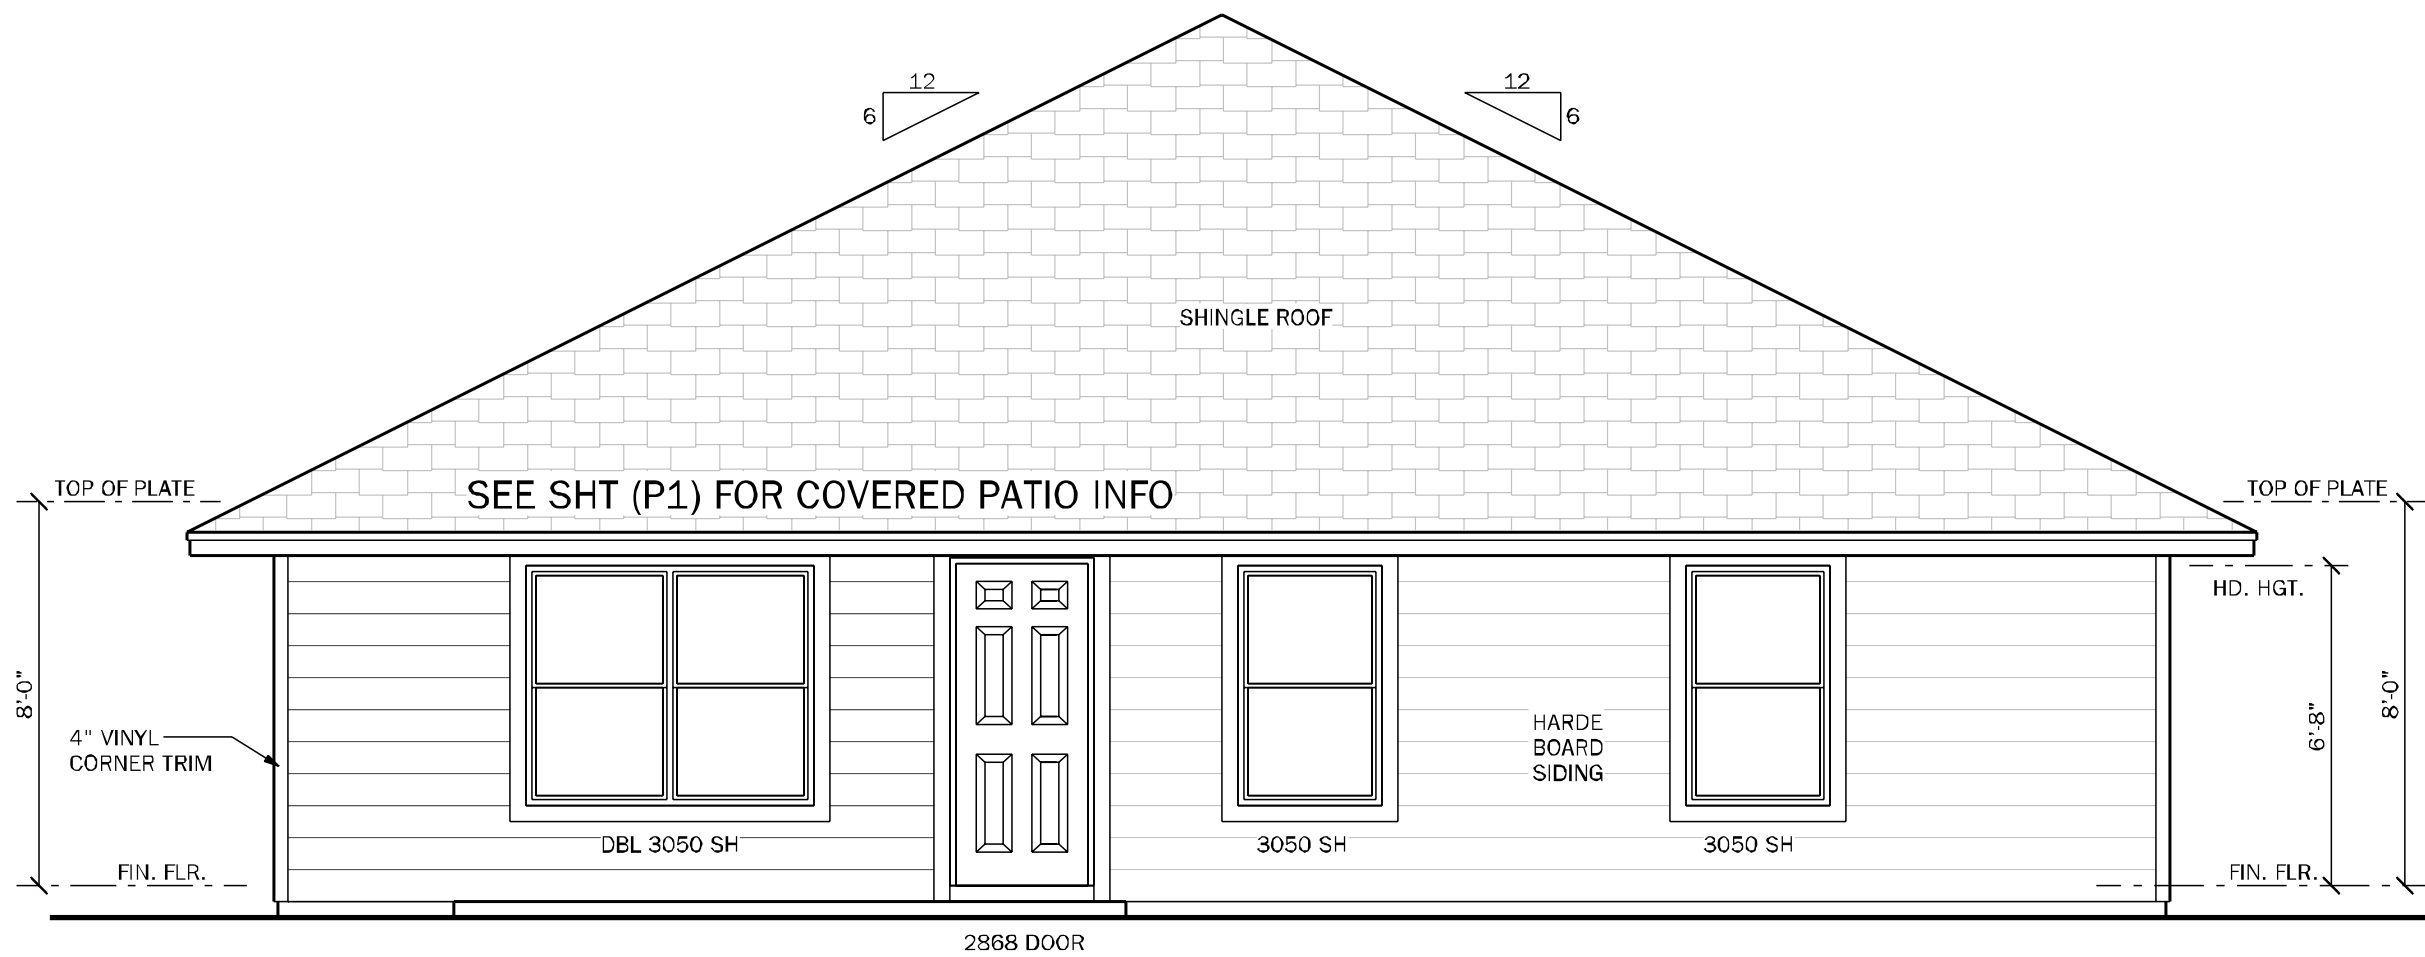 12
6
12
6
SHINGLE ROOF
TOP OF PLATE
SEE SHT (P1) FOR COVERED PATIO INFO
TOP OF PLATE
HD. HGT.
8'-0"
6'-8"
8'-0"
4" VINYL
CORNER TRIM
HARDE
BOARD
SIDING
DBL 3050 SH
3050 SH
3050 SH
FIN. FLR.
FIN. FLR.
2868 DOOR